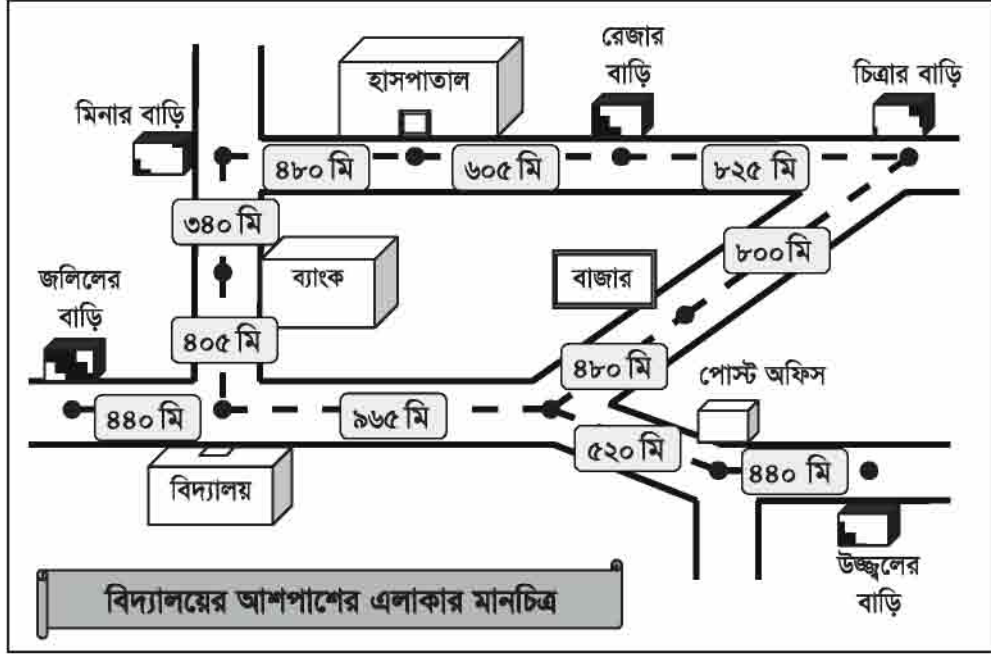 রেজার
বাড়ি
হাসপাতাল
চিত্রার বাড়ি
মিনার বাড়ি
৪৮০ মি
৬০৫ মি
৮২৫ মি
৩৪০ মি
৮০০ মি
জলিলের
বাড়ি
ব্যাংক
বাজার
৪০৫ মি
৪৮০ মি
পোস্ট অফিস
৪৪০ মি
৯৬৫ মি
৫২০ মি
৪৪০ মি
বিদ্যালয়
উজ্জ্বলের
বাড়ি
বিদ্যালয়ের আশপাশের এলাকার মানচিত্র